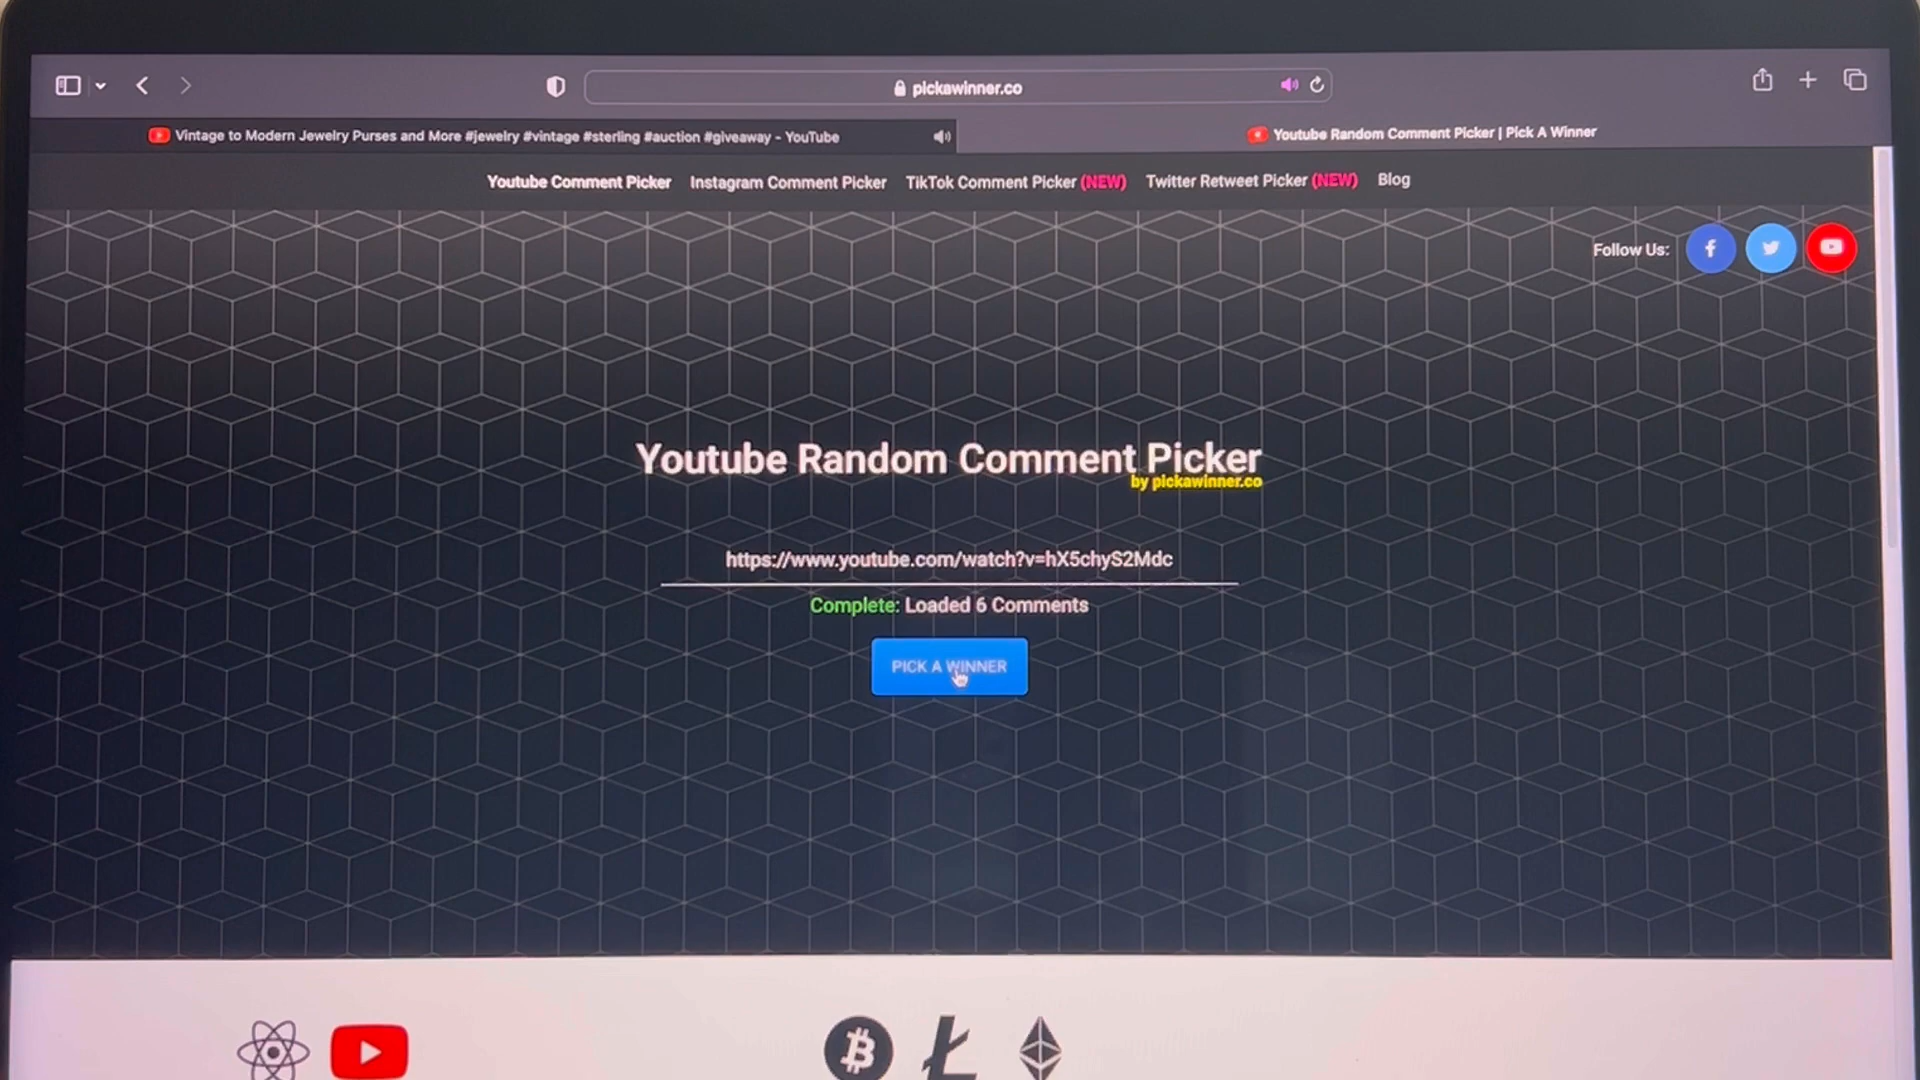 pickawinner.co
Vintage to Modern Jewelry Purses and More #jewelry #vintage #sterling #auction #giveaway - YouTube
Youtube Random Comment Picker | Pick A Winner
Youtube Comment Picker Instagram Comment Picker TikTok Comment Picker (NEW) Twitter Retweet Picker (NEW) Blog
Follow Us:
Youtube Random Comment Picker
by pickawinner.co
https://www.youtube.com/watch?v=hX5chyS2Mdc
Complete: Loaded 6 Comments
PICK A WINNER